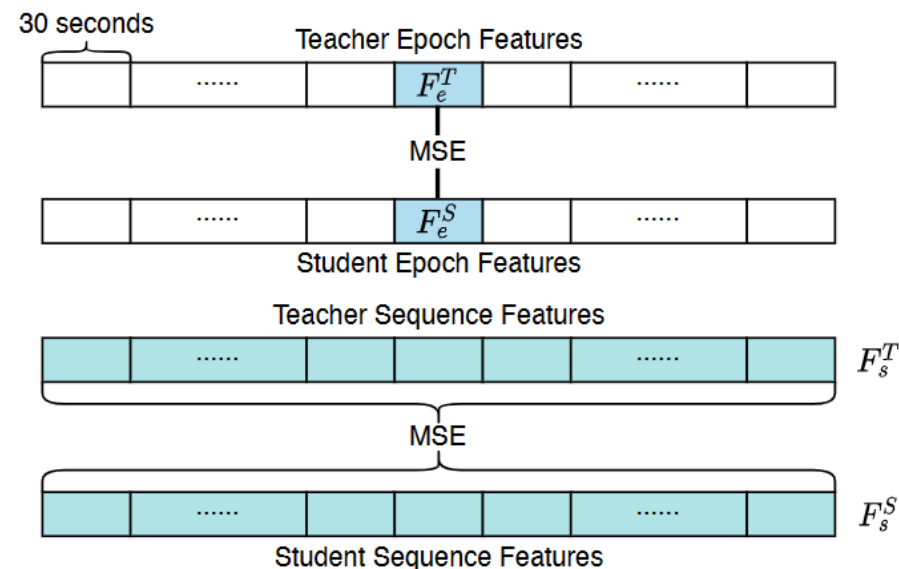 30 seconds
Teacher Epoch Features
...... $F_e^T$ ......
MSE
...... $F_e^S$ ......
Student Epoch Features
Teacher Sequence Features
...... ...... $F_s^T$
MSE
...... ...... $F_s^S$
Student Sequence Features